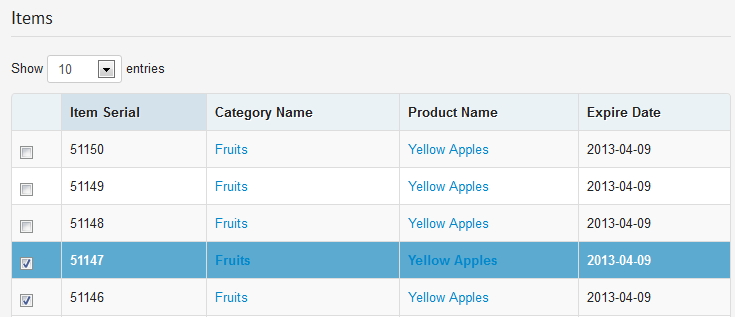 Items
Show 10 entries
Item Serial Category Name Product Name Expire Date
51150 Fruits Yellow Apples 2013-04-09
51149 Fruits Yellow Apples 2013-04-09
51148 Fruits Yellow Apples 2013-04-09
51147 Fruits Yellow Apples 2013-04-09
51146 Fruits Yellow Apples 2013-04-09